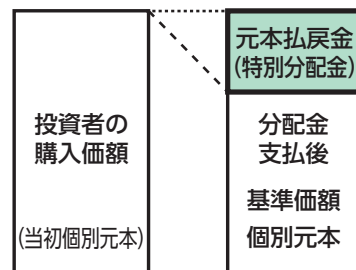 投資者の
購入価額
(当初個別元本)
元本払戻金
(特別分配金)
分配金
支払後
基準価額
個別元本